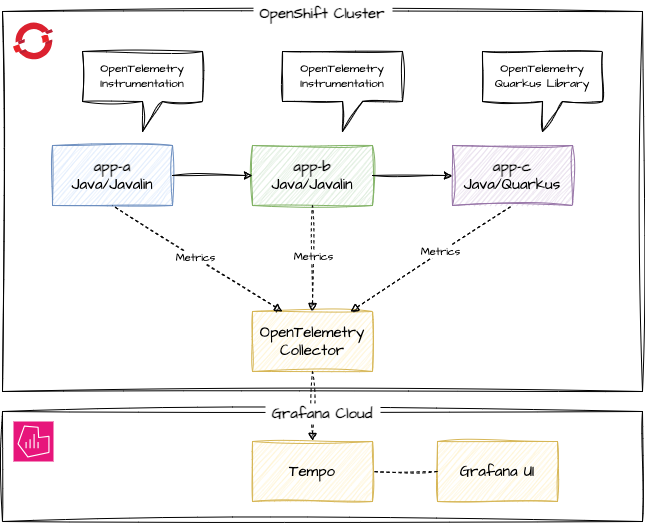 OpenShift Cluster
OpenTelemetry
Instrumentation
OpenTelemetry
Instrumentation
OpenTelemetry
Quarkus Library
app-a
Java/Javalin
app-b
Java/Javalin
app-c
Java/Quarkus
Metrics
Metrics
Metrics
OpenTelemetry
Collector
Grafana Cloud
Tempo
Grafana UI